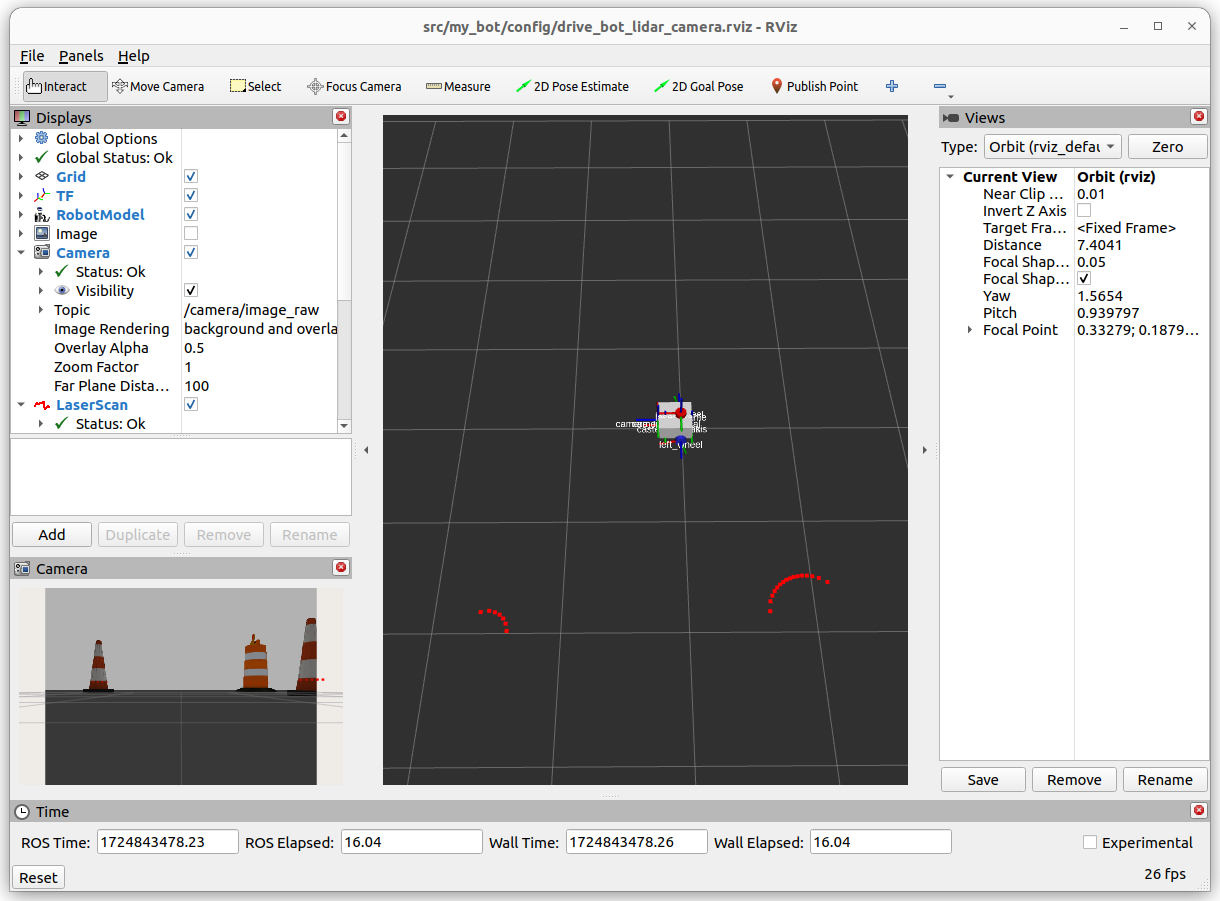 src/my_bot/config/drive_bot_lidar_camera.rviz - RViz
File Panels Help
Interact Move Camera Select Focus Camera Measure 2D Pose Estimate 2D Goal Pose Publish Point
Displays
Global Options
Global Status: Ok
Grid
TF
RobotModel
Image
Camera
Status: Ok
Visibility
Topic /camera/image_raw
Image Rendering background and overla
Overlay Alpha 0.5
Zoom Factor 1
Far Plane Dista... 100
LaserScan
Status: Ok
Add Duplicate Remove Rename
Camera
left_wheel
Views
Type: Orbit (rviz_defau Zero
Current View Orbit (rviz)
Near Clip ... 0.01
Invert Z Axis
Target Fra... <Fixed Frame>
Distance 7.4041
Focal Shap... 0.05
Focal Shap...
Yaw 1.5654
Pitch 0.939797
Focal Point 0.33279; 0.1879...
Save Remove Rename
Time
ROS Time: 1724843478.23 ROS Elapsed: 16.04 Wall Time: 1724843478.26 Wall Elapsed: 16.04 Experimental
Reset 26 fps